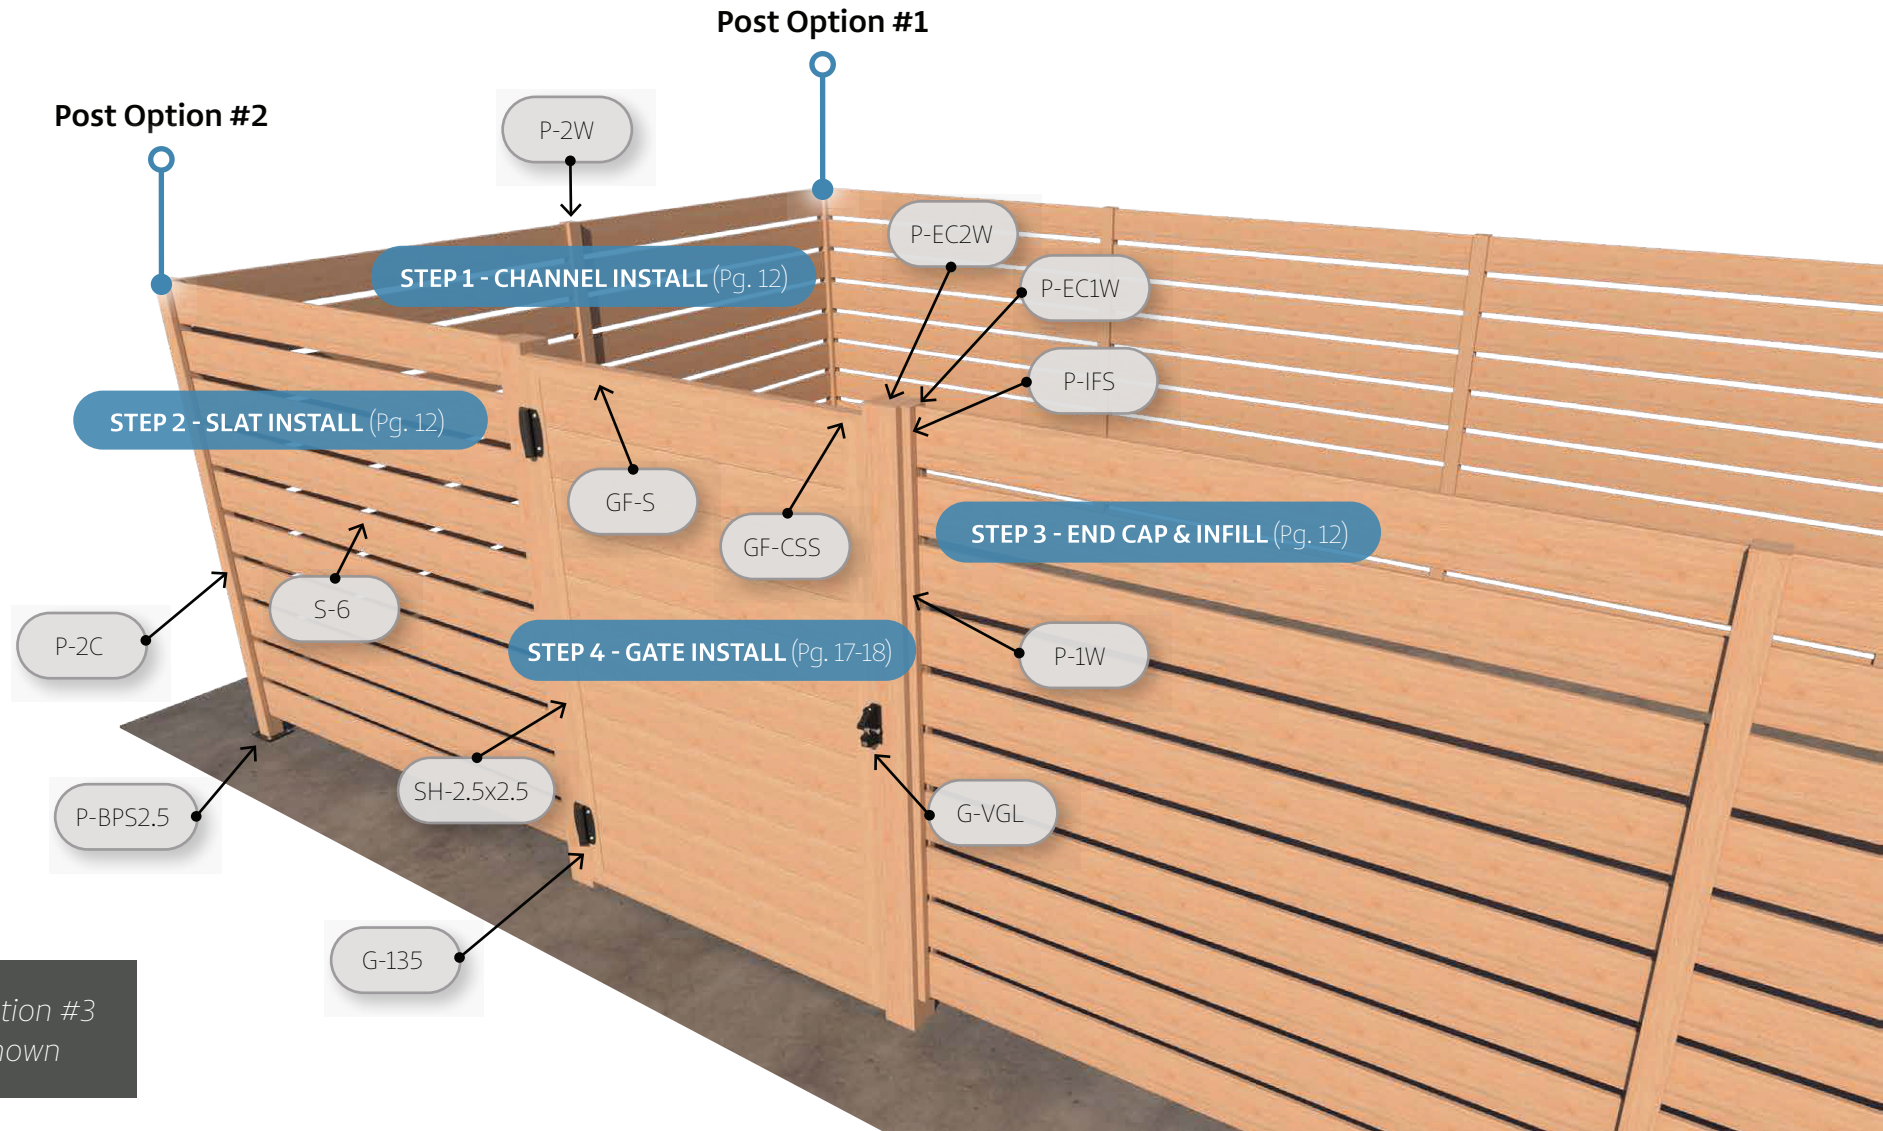 Post Option #1
Post Option #2
P-2W
P-EC2W
STEP 1 - CHANNEL INSTALL (Pg. 12)
P-EC1W
P-IFS
STEP 2 - SLAT INSTALL (Pg. 12)
GF-S
GF-CSS
STEP 3 - END CAP & INFILL (Pg. 12)
S-6
P-2C
STEP 4 - GATE INSTALL (Pg. 17-18)
P-1W
SH-2.5x2.5
P-BPS2.5
G-VGL
G-135
tion #3